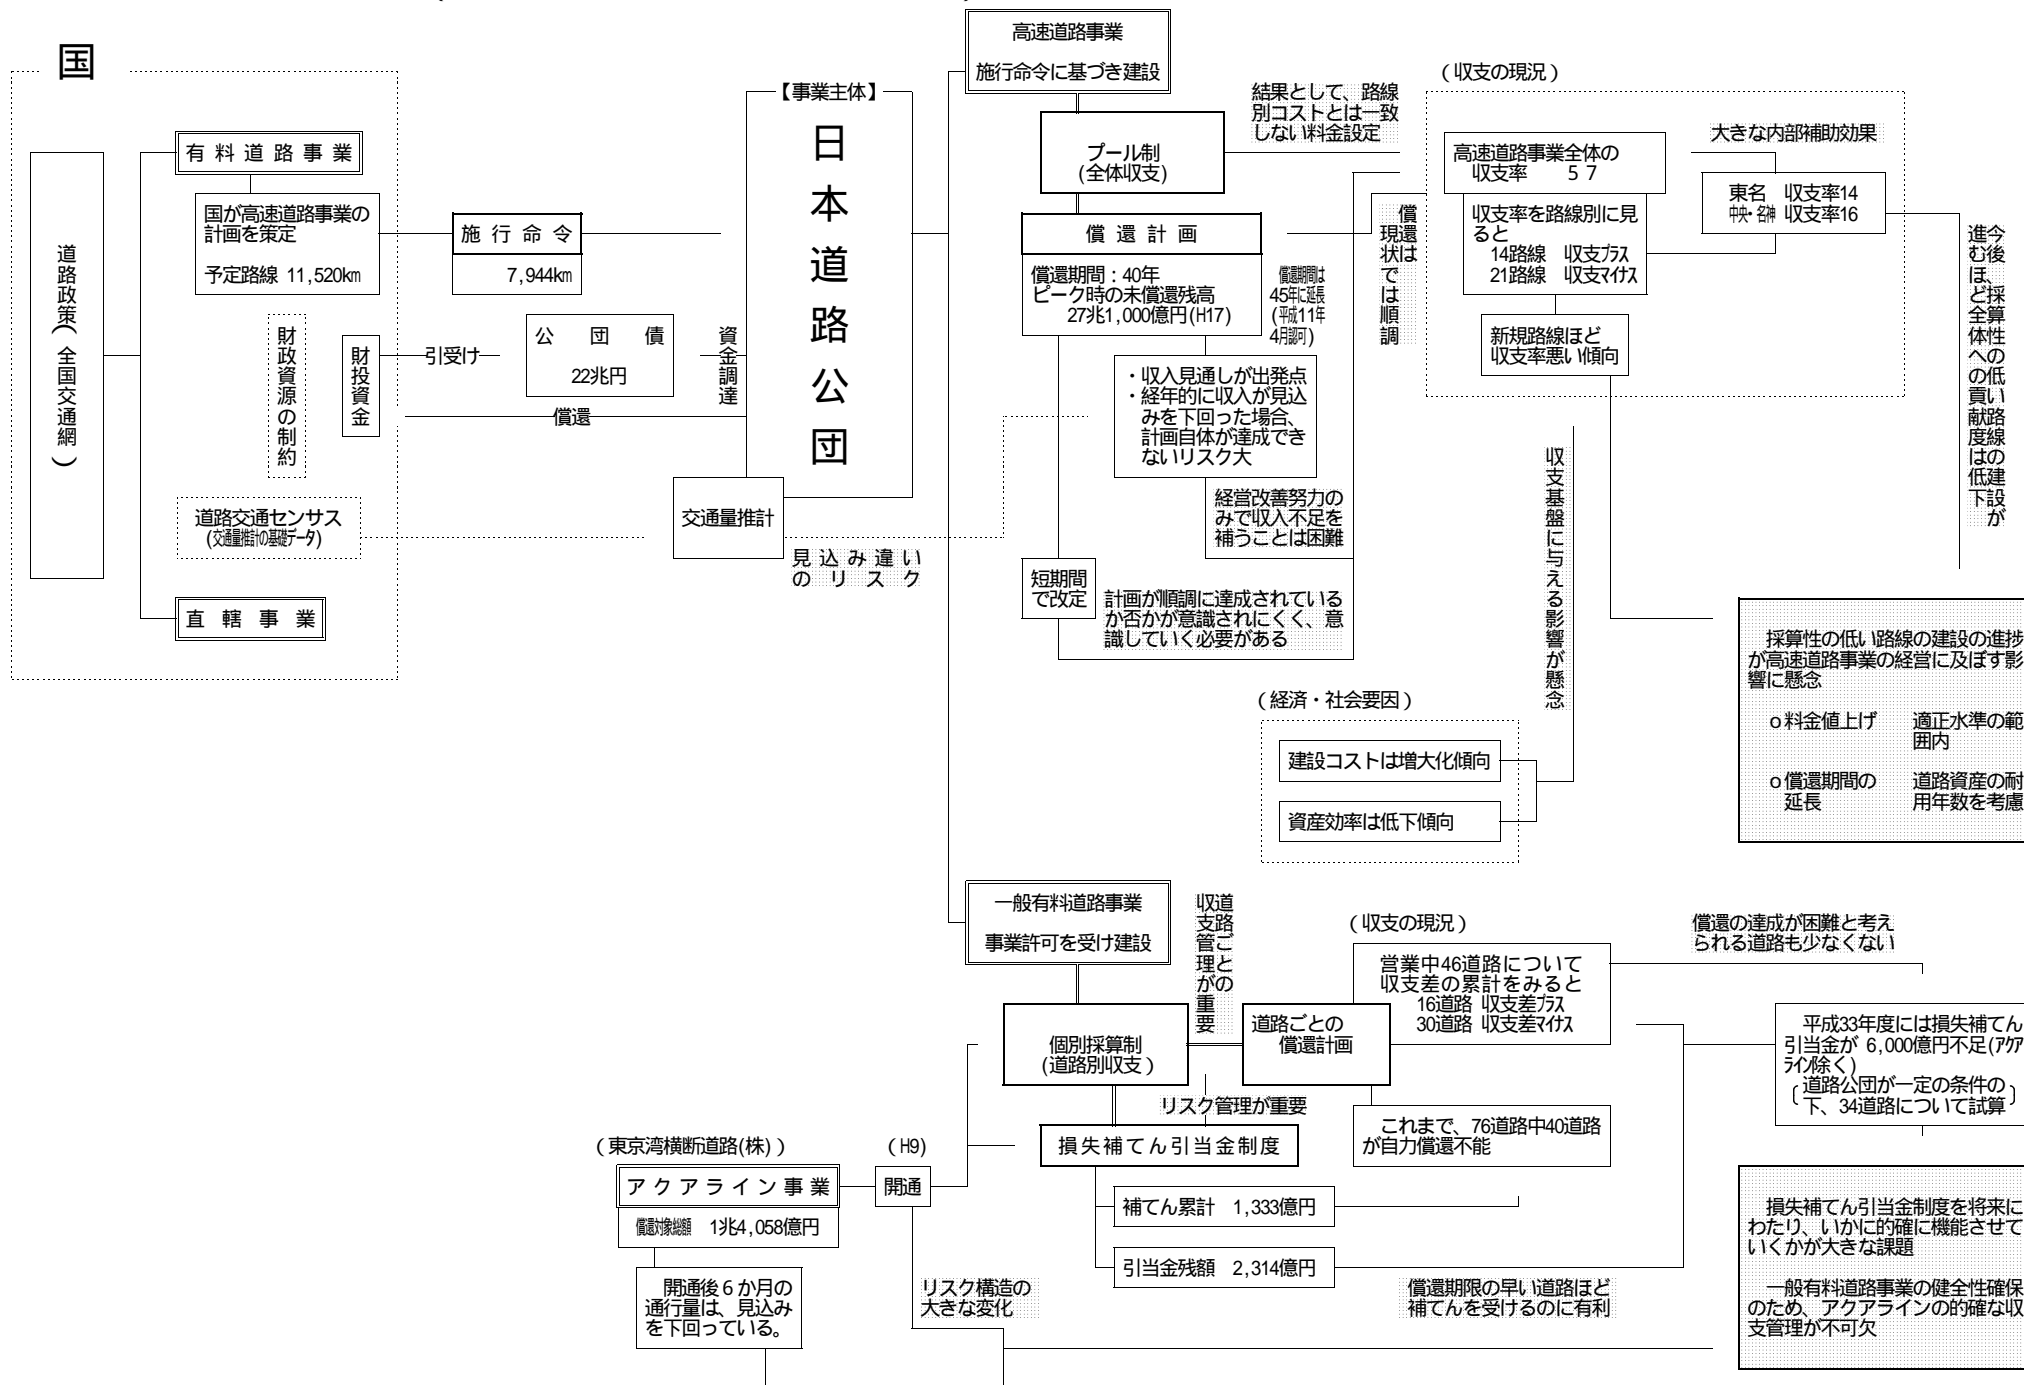 国
道路政策(全国交通網)
有料道路事業
国が高速道路事業の
計画を策定
予定路線 11,520km
施行命令
7,944km
財政資源の制約
財投資金
引受け
公団債
22兆円
償還
資金調達
道路交通センサス
(交通量推計の基礎データ)
直轄事業
【事業主体】
日本道路公団
交通量推計
見込み違い
のリスク
高速道路事業
施行命令に基づき建設
プール制
(全体収支)
結果として、路線
別コストとは一致
しない料金設定
償還計画
償還期間:40年
ピーク時の未償還残高
27兆1,000億円(H17)
償還期間は
45年に延長
(平成11年
4月認可)
償還は
現状では順調
・収入見通しが出発点
・経年的に収入が見込
みを下回った場合、
計画自体が達成でき
ないリスク大
経営改善努力の
みで収入不足を
補うことは困難
短期間
で改定
計画が順調に達成されている
か否かが意識されにくく、意
識していく必要がある
(収支の現況)
高速道路事業全体の
収支率 57
大きな内部補助効果
収支率を路線別に見
ると
14路線 収支プラス
21路線 収支マイナス
東名 収支率14
中央・名神 収支率16
新規路線ほど
収支率悪い傾向
今後、採算性の低い路線の建設が
進むほど全体への貢献度は低下
収支基盤に与える影響が懸念
(経済・社会要因)
建設コストは増大化傾向
資産効率は低下傾向
採算性の低い路線の建設の進捗
が高速道路事業の経営に及ぼす影
響に懸念
o料金値上げ 適正水準の範
囲内
o償還期間の 道路資産の耐
延長 用年数を考慮
一般有料道路事業
事業許可を受け建設
道路ごとの
収支管理が重要
個別採算制
(道路別収支)
道路ごとの
償還計画
(収支の現況)
営業中46道路について
収支差の累計をみると
16道路 収支差プラス
30道路 収支差マイナス
償還の達成が困難と考え
られる道路も少なくない
リスク管理が重要
これまで、76道路中40道路
が自力償還不能
平成33年度には損失補てん
引当金が 6,000億円不足(アクア
ライン除く)
〔道路公団が一定の条件の
下、34道路について試算〕
損失補てん引当金制度
補てん累計 1,333億円
引当金残額 2,314億円
償還期限の早い道路ほど
補てんを受けるのに有利
(東京湾横断道路(株))
アクアライン事業
償還対象総額 1兆4,058億円
(H9)
開通
開通後6か月の
通行量は、見込み
を下回っている。
リスク構造の
大きな変化
損失補てん引当金制度を将来に
わたり、いかに的確に機能させて
いくかが大きな課題
一般有料道路事業の健全性確保
のため、アクアラインの的確な収
支管理が不可欠